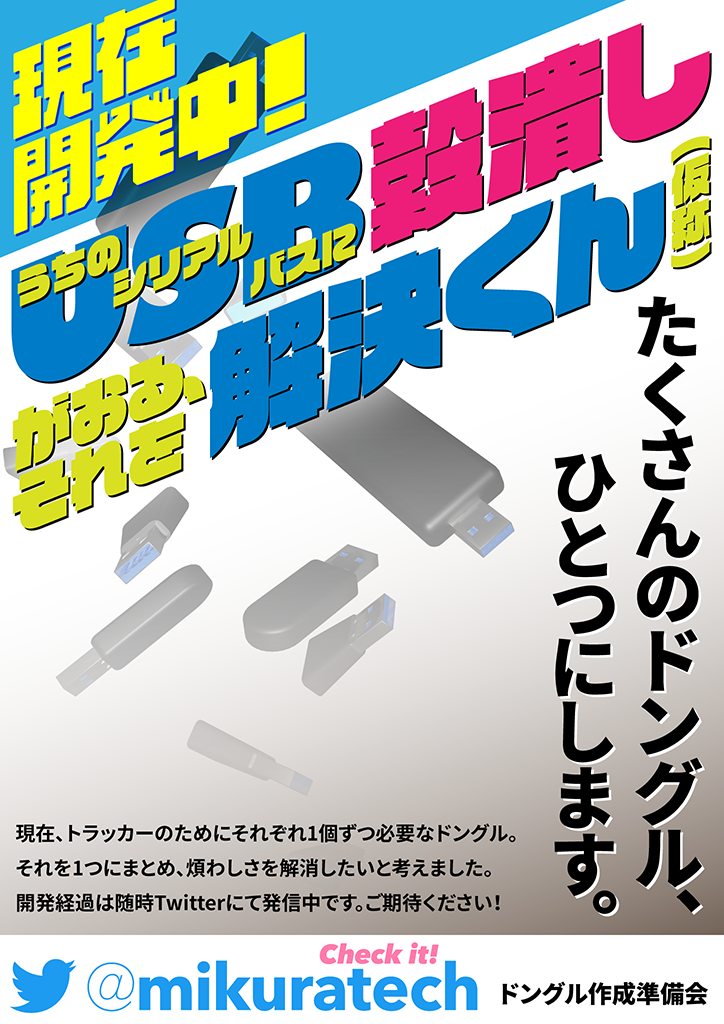 現在
開発中!
うちの
シリアル
バスに
USB
穀潰し
がおる、
それを
解決くん
(仮称)
たくさんのドングル、
ひとつにします。
現在、トラッカーのためにそれぞれ1個ずつ必要なドングル。
それを1つにまとめ、煩わしさを解消したいと考えました。
開発経過は随時Twitterにて発信中です。ご期待ください!
Check it!
@mikuratech
ドングル作成準備会